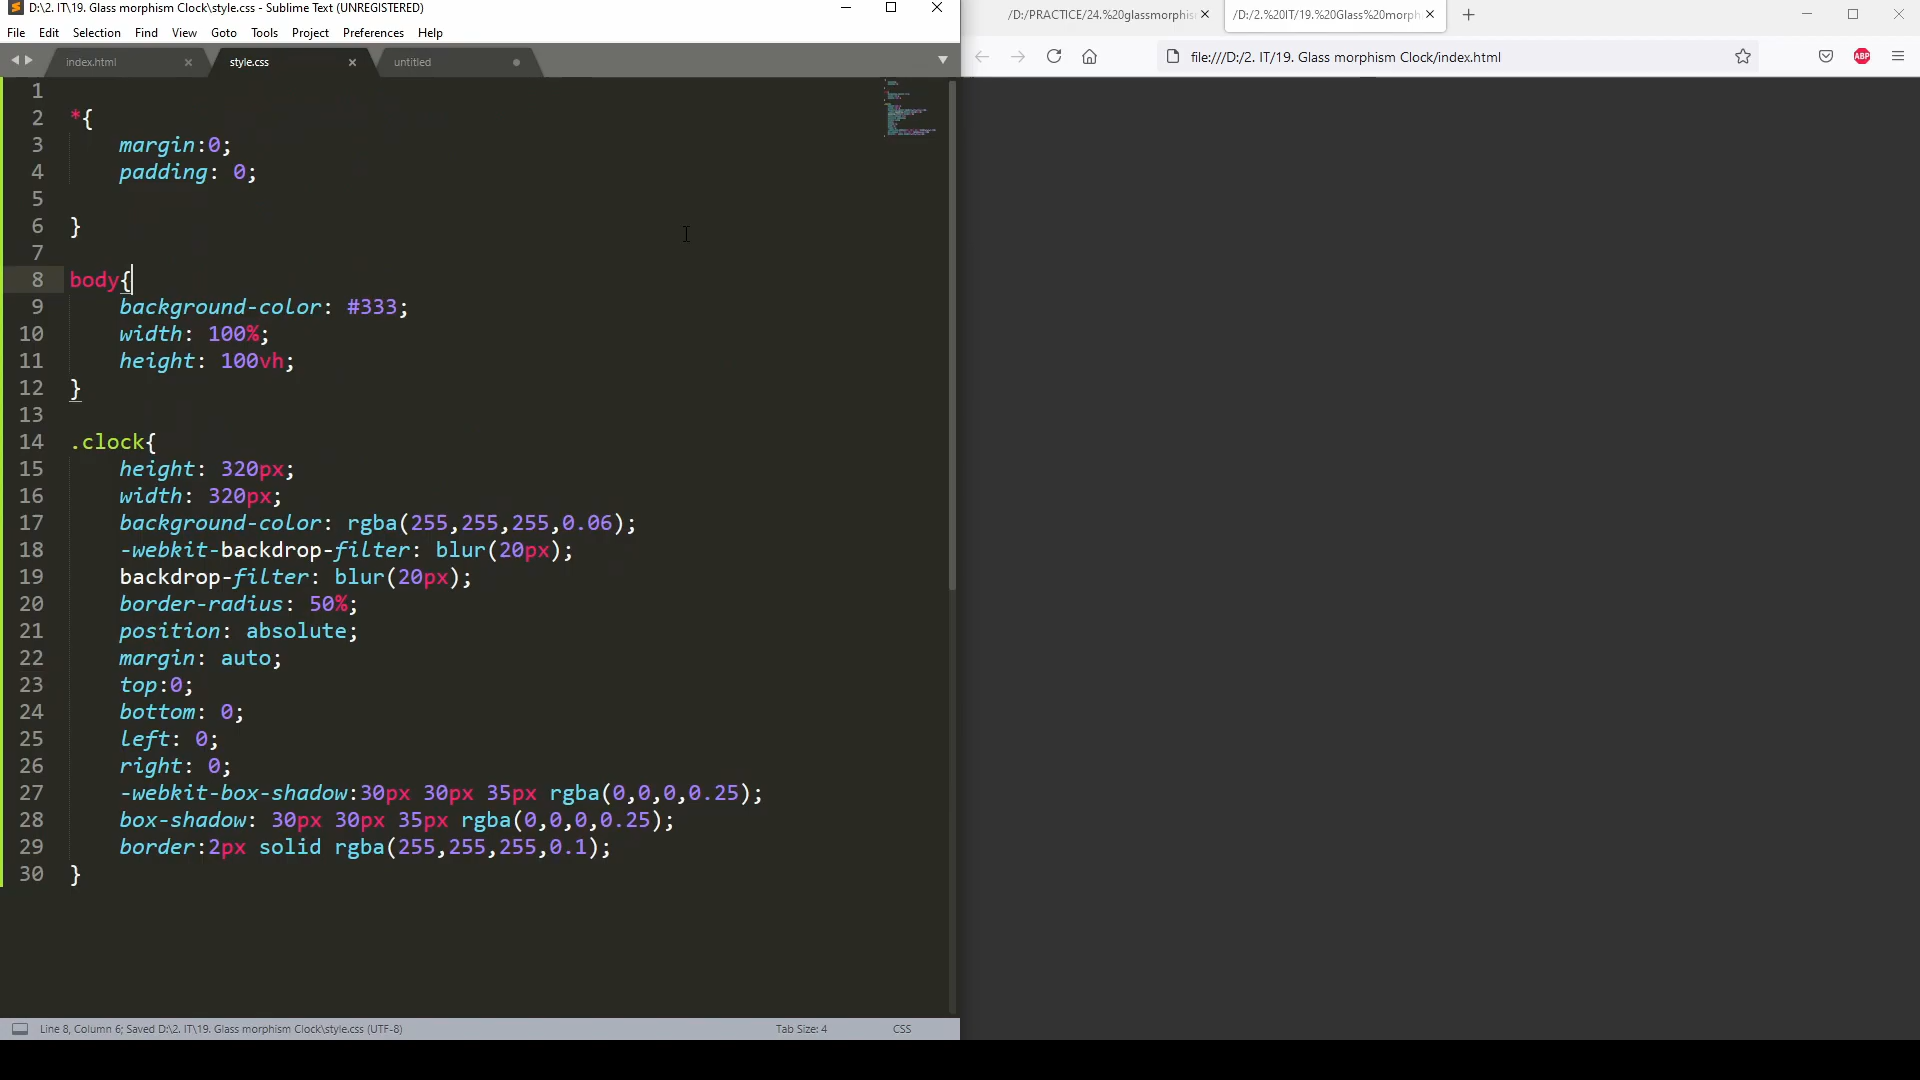 D:\2. IT\19. Glass morphism Clock\style.css - Sublime Text (UNREGISTERED)
File Edit Selection Find View Goto Tools Project Preferences Help
index.html style.css untitled
1
2 *{
3 margin:0;
4 padding: 0;
5
6 }
7
8 body{
9 background-color: #333;
10 width: 100%;
11 height: 100vh;
12 }
13
14 .clock{
15 height: 320px;
16 width: 320px;
17 background-color: rgba(255,255,255,0.06);
18 -webkit-backdrop-filter: blur(20px);
19 backdrop-filter: blur(20px);
20 border-radius: 50%;
21 position: absolute;
22 margin: auto;
23 top:0;
24 bottom: 0;
25 left: 0;
26 right: 0;
27 -webkit-box-shadow:30px 30px 35px rgba(0,0,0,0.25);
28 box-shadow: 30px 30px 35px rgba(0,0,0,0.25);
29 border:2px solid rgba(255,255,255,0.1);
30 }
Line 8, Column 6; Saved D:\2. IT\19. Glass morphism Clock\style.css (UTF-8) Tab Size: 4 CSS
/D:/PRACTICE/24.%20glassmorphis /D:/2.%20IT/19.%20Glass%20morph
file:///D:/2. IT/19. Glass morphism Clock/index.html
ABP